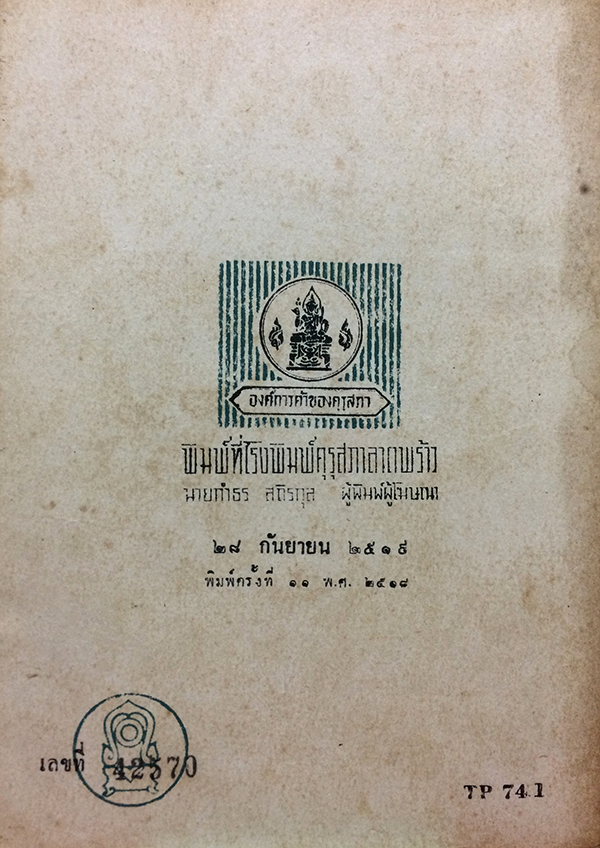 องค์การค้าของคุรุสภา
พิมพ์ที่โรงพิมพ์คุรุสภาลาดพร้าว
นายกำธร สถิรกุล ผู้พิมพ์ผู้โฆษณา
๒๘ กันยายน ๒๕๑๙
พิมพ์ครั้งที่ ๑๑ พ.ศ. ๒๕๑๘
เลขที่ 42570
TP 74.1